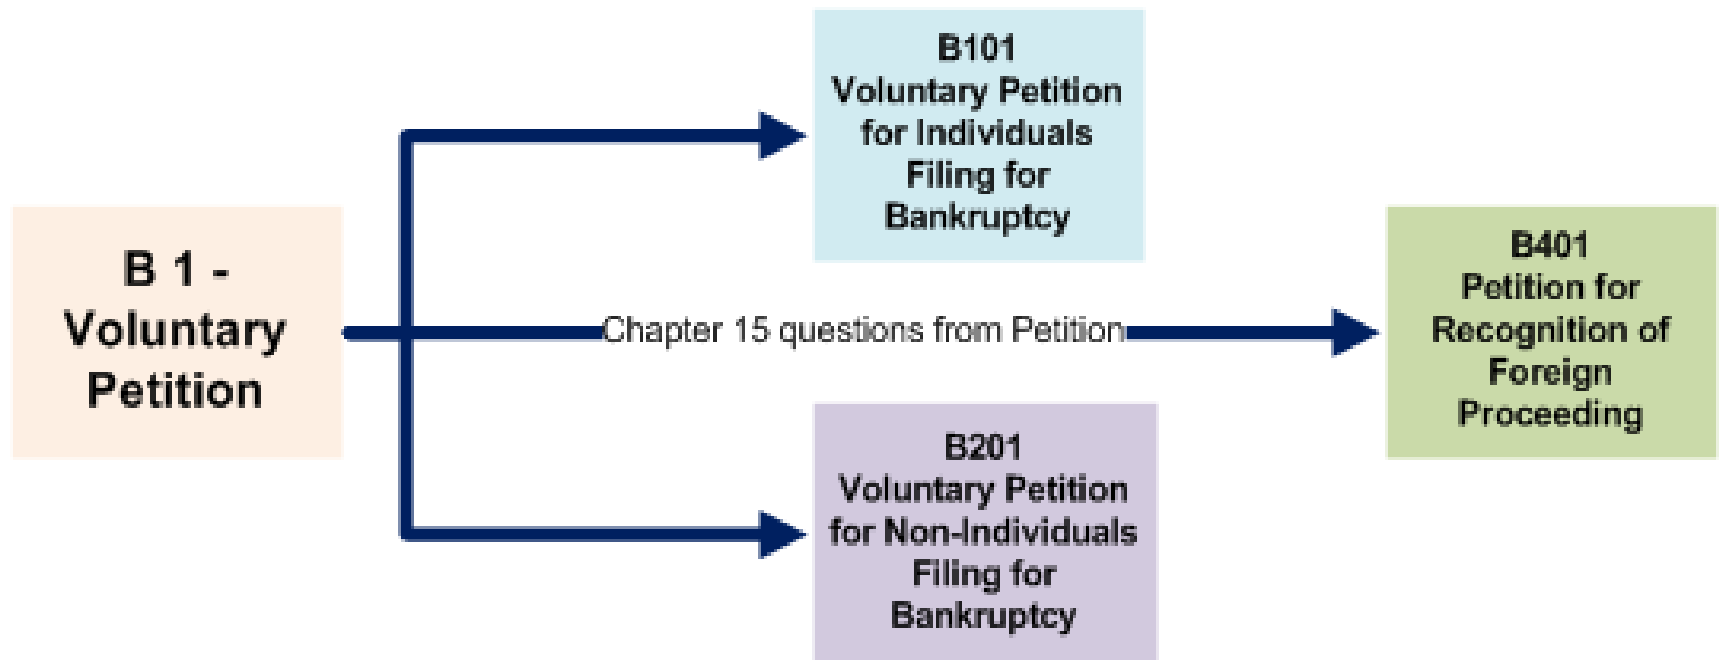 B 1 -
Voluntary
Petition
B101
Voluntary Petition
for Individuals
Filing for
Bankruptcy
Chapter 15 questions from Petition
B201
Voluntary Petition
for Non-Individuals
Filing for
Bankruptcy
B401
Petition for
Recognition of
Foreign
Proceeding